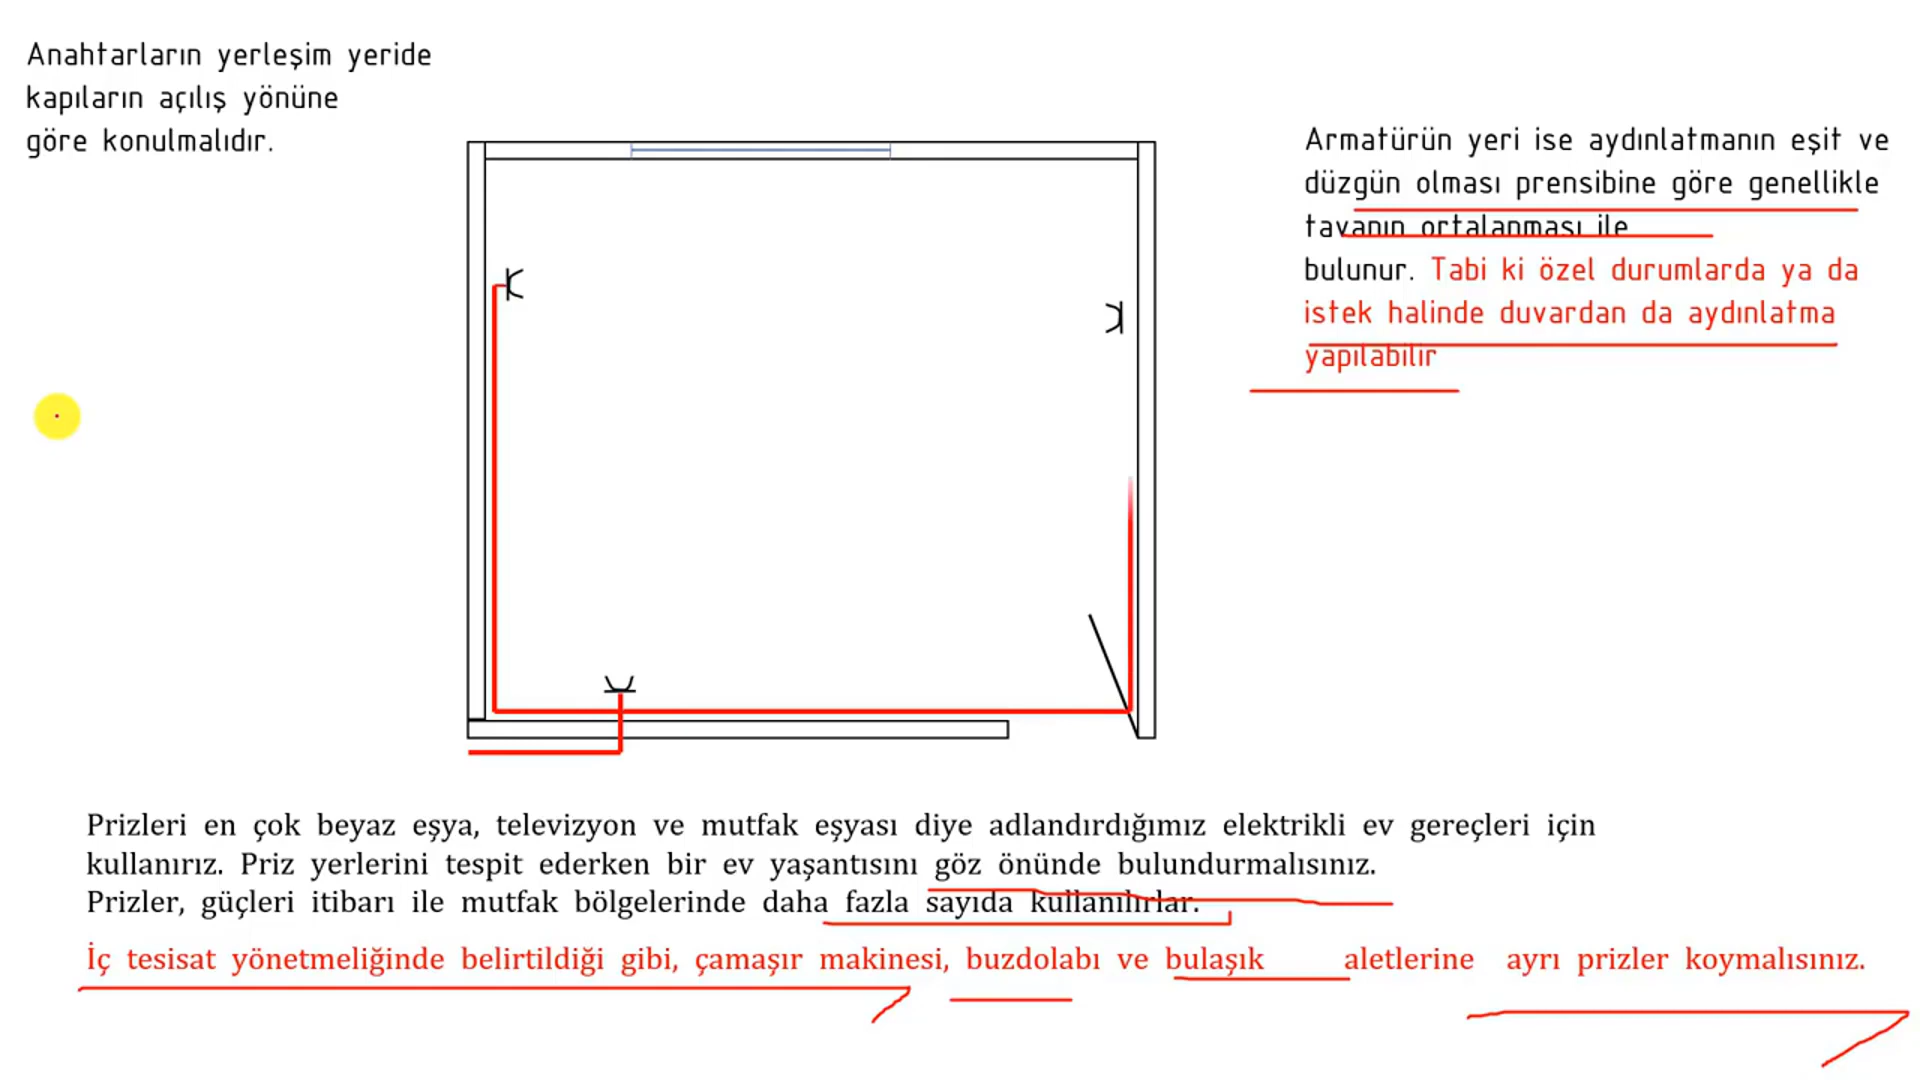 Anahtarların yerleşim yeride
kapıların açılış yönüne
göre konulmalıdır.
Armatürün yeri ise aydınlatmanın eşit ve
düzgün olması prensibine göre genellikle
tavanın ortalanması ile
bulunur. Tabi ki özel durumlarda ya da
istek halinde duvardan da aydınlatma
yapılabilir
Prizleri en çok beyaz eşya, televizyon ve mutfak eşyası diye adlandırdığımız elektrikli ev gereçleri için
kullanırız. Priz yerlerini tespit ederken bir ev yaşantısını göz önünde bulundurmalısınız.
Prizler, güçleri itibarı ile mutfak bölgelerinde daha fazla sayıda kullanılırlar.
İç tesisat yönetmeliğinde belirtildiği gibi, çamaşır makinesi, buzdolabı ve bulaşık aletlerine ayrı prizler koymalısınız.